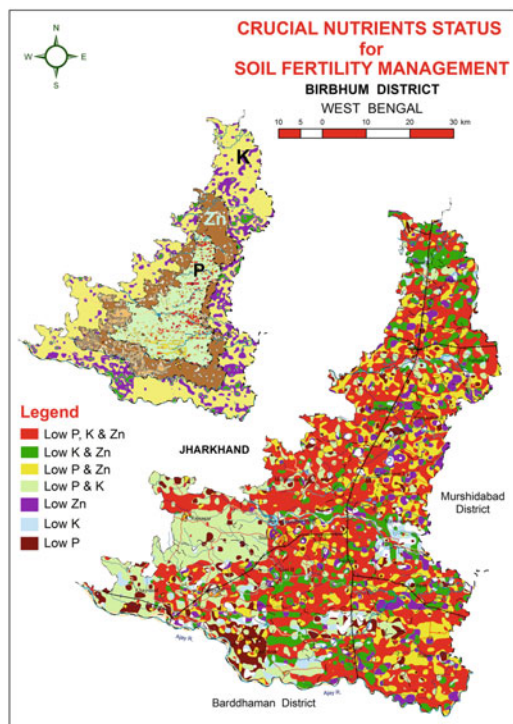 CRUCIAL NUTRIENTS STATUS
for
SOIL FERTILITY MANAGEMENT
BIRBHUM DISTRICT
WEST BENGAL
10 5 0 10 20 30 km
N
W E
S
K
Zn
P
Legend
Low P, K & Zn
Low K & Zn
Low P & Zn
Low P & K
Low Zn
Low K
Low P
JHARKHAND
Murshidabad
District
Ajay R.
Ajay R.
Barddhaman District